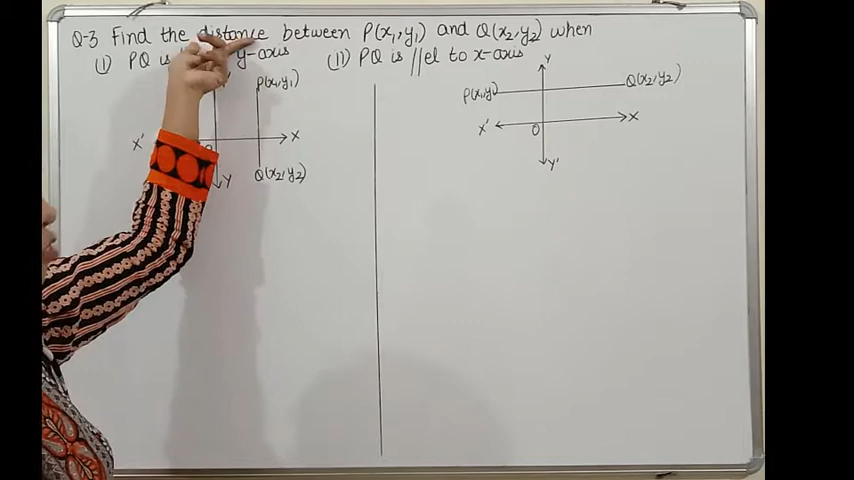 Q-3 Find the distance between P(x₁,y₁) and Q(x₂,y₂) when
(I) PQ is y-axis (II) PQ is //el to x-axis
P(x₁,y₁)
X' X
Q(x₂,y₂)
Y
Y
P(x₁,y₁) Q(x₂,y₂)
X' O X
Y'